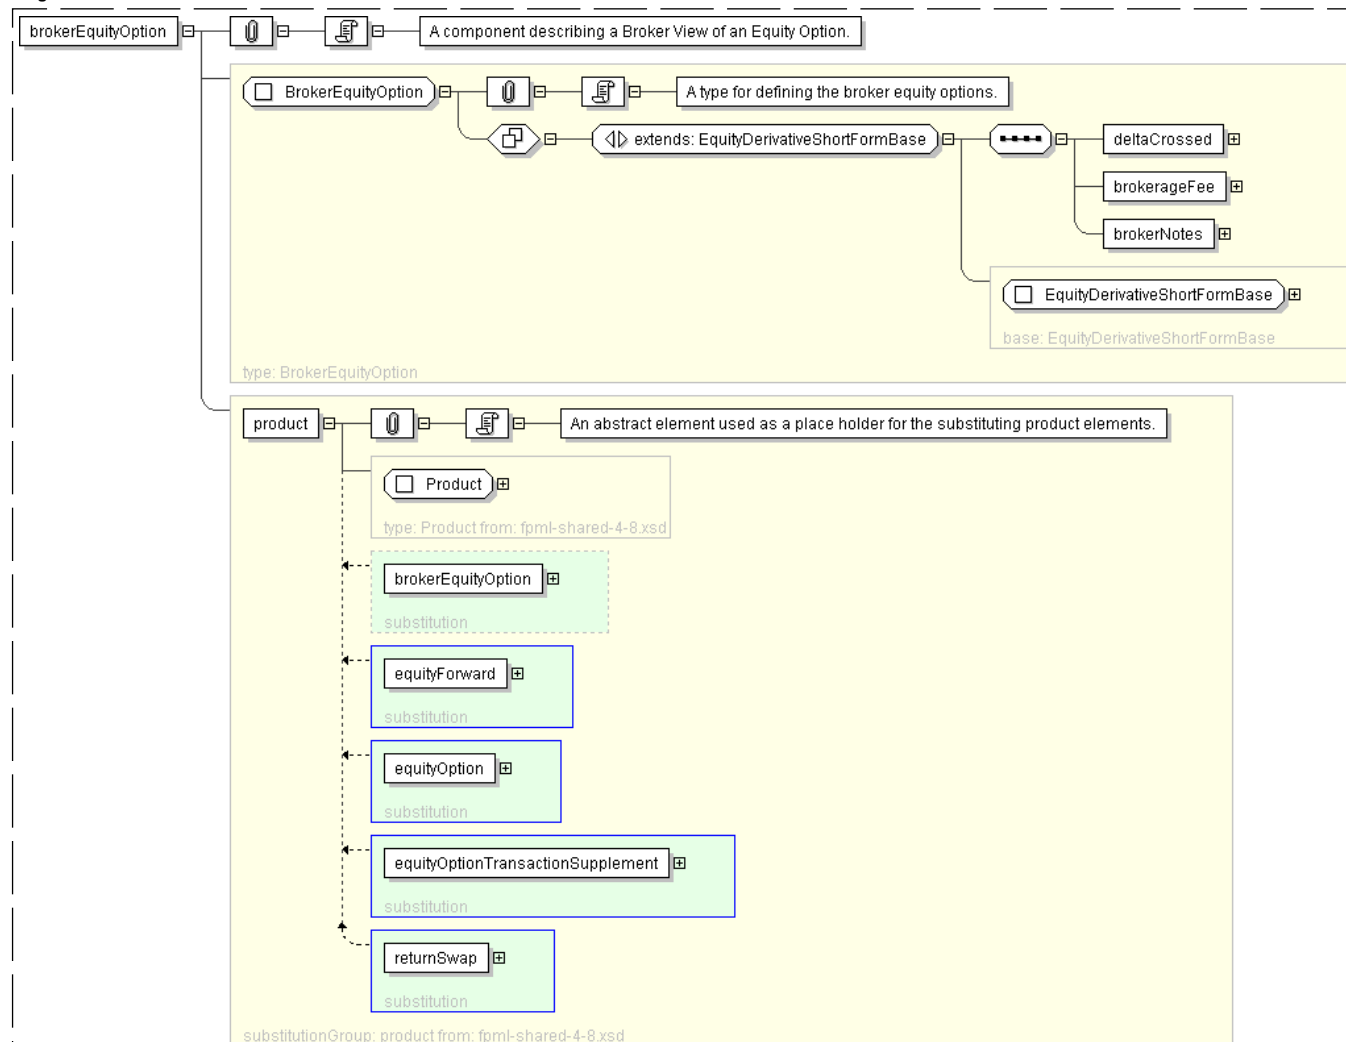 brokerEquityOption
A component describing a Broker View of an Equity Option.
BrokerEquityOption
A type for defining the broker equity options.
extends: EquityDerivativeShortFormBase
deltaCrossed
brokerageFee
brokerNotes
EquityDerivativeShortFormBase
base: EquityDerivativeShortFormBase
type: BrokerEquityOption
product
An abstract element used as a place holder for the substituting product elements.
Product
type: Product from: fpml-shared-4-8.xsd
brokerEquityOption
substitution
equityForward
substitution
equityOption
substitution
equityOptionTransactionSupplement
substitution
returnSwap
substitution
substitutionGroup: product from: fpml-shared-4-8.xsd